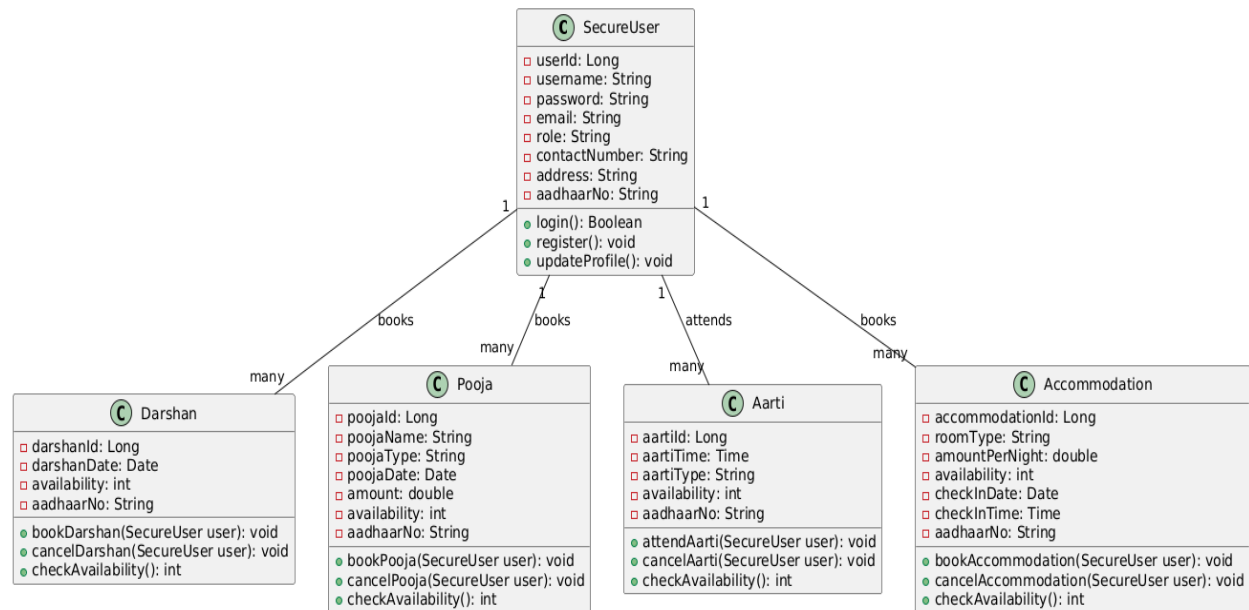 C SecureUser
userId: Long
username: String
password: String
email: String
role: String
contactNumber: String
address: String
aadhaarNo: String
login(): Boolean
register(): void
updateProfile(): void
1
1
1
1
books
books
attends
books
many
many
many
many
C Darshan
darshanId: Long
darshanDate: Date
availability: int
aadhaarNo: String
bookDarshan(SecureUser user): void
cancelDarshan(SecureUser user): void
checkAvailability(): int
C Pooja
poojaId: Long
poojaName: String
poojaType: String
poojaDate: Date
amount: double
availability: int
aadhaarNo: String
bookPooja(SecureUser user): void
cancelPooja(SecureUser user): void
checkAvailability(): int
C Aarti
aartiId: Long
aartiTime: Time
aartiType: String
availability: int
aadhaarNo: String
attendAarti(SecureUser user): void
cancelAarti(SecureUser user): void
checkAvailability(): int
C Accommodation
accommodationId: Long
roomType: String
amountPerNight: double
availability: int
checkInDate: Date
checkInTime: Time
aadhaarNo: String
bookAccommodation(SecureUser user): void
cancelAccommodation(SecureUser user): void
checkAvailability(): int